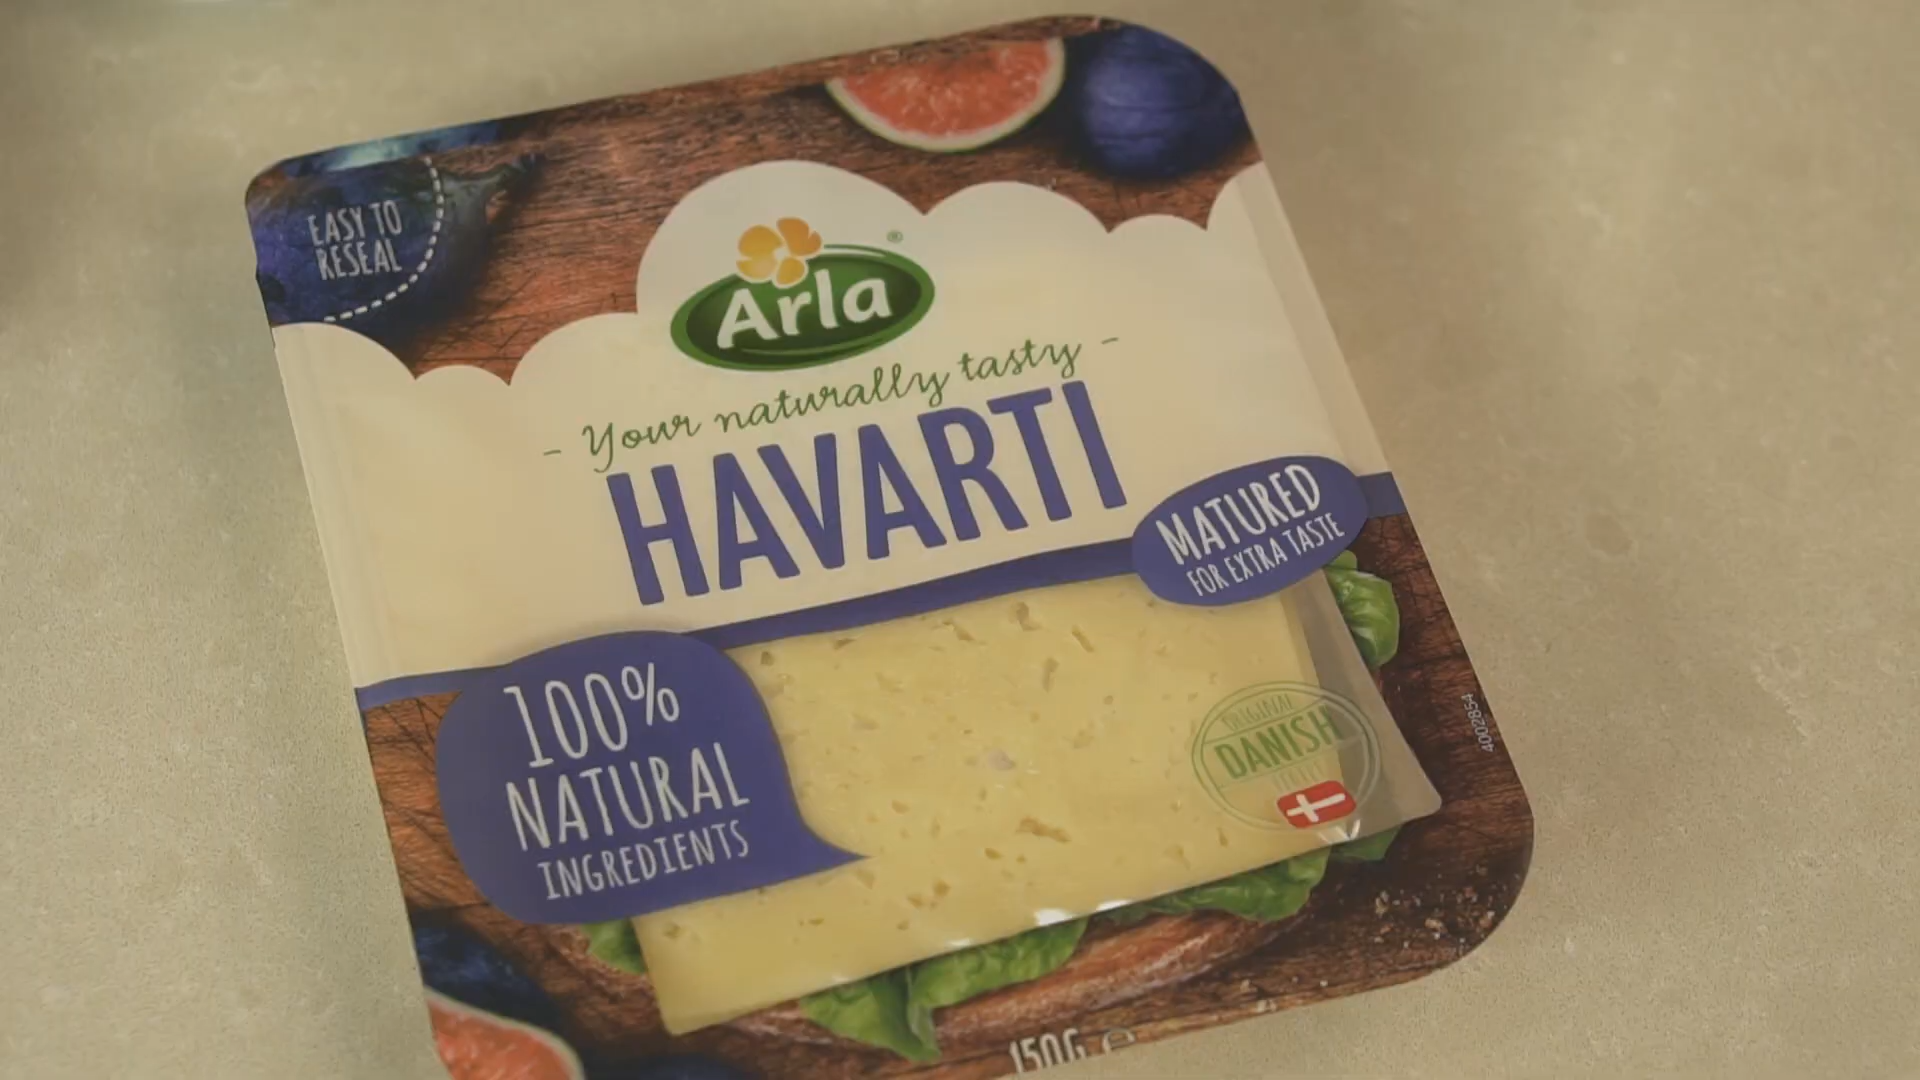 EASY TO
RESEAL
Arla®
- Your naturally tasty -
HAVARTI
MATURED
FOR EXTRA TASTE
100%
NATURAL
INGREDIENTS
ORIGINAL
DANISH
4002854
150G e